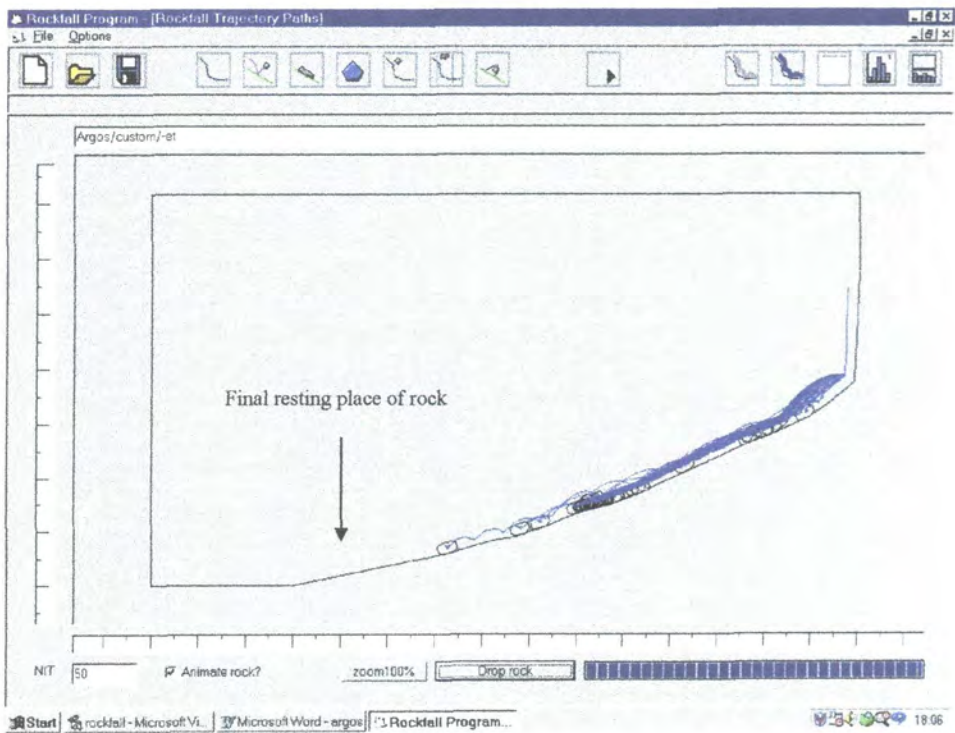 Rockfall Program - [Rockfall Trajectory Paths]
File Options
Argos/custom/-et
Final resting place of rock
NIT 50 Animate rock? zoom100% Drop rock
Start rockfall - Microsoft Vi... Microsoft Word - argos Rockfall Program... 18:06